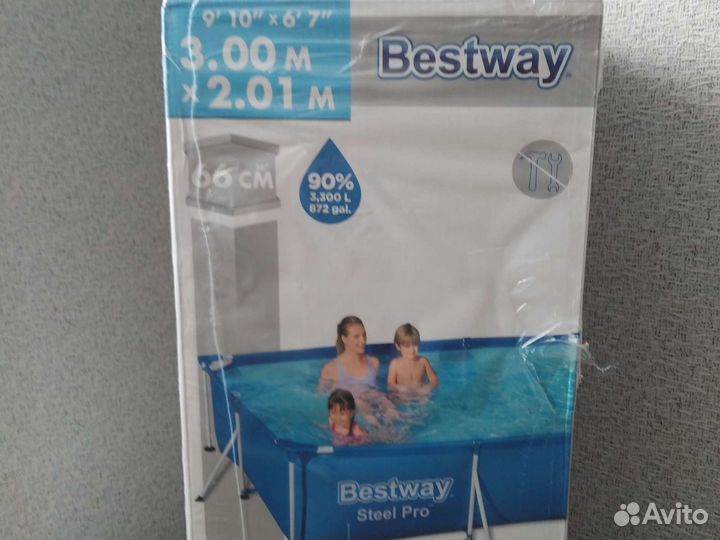 9' 10" x 6' 7"
3.00 м
x 2.01 м
Bestway
66 см
90%
3,300 L
872 gal.
Bestway
Steel Pro
Avito